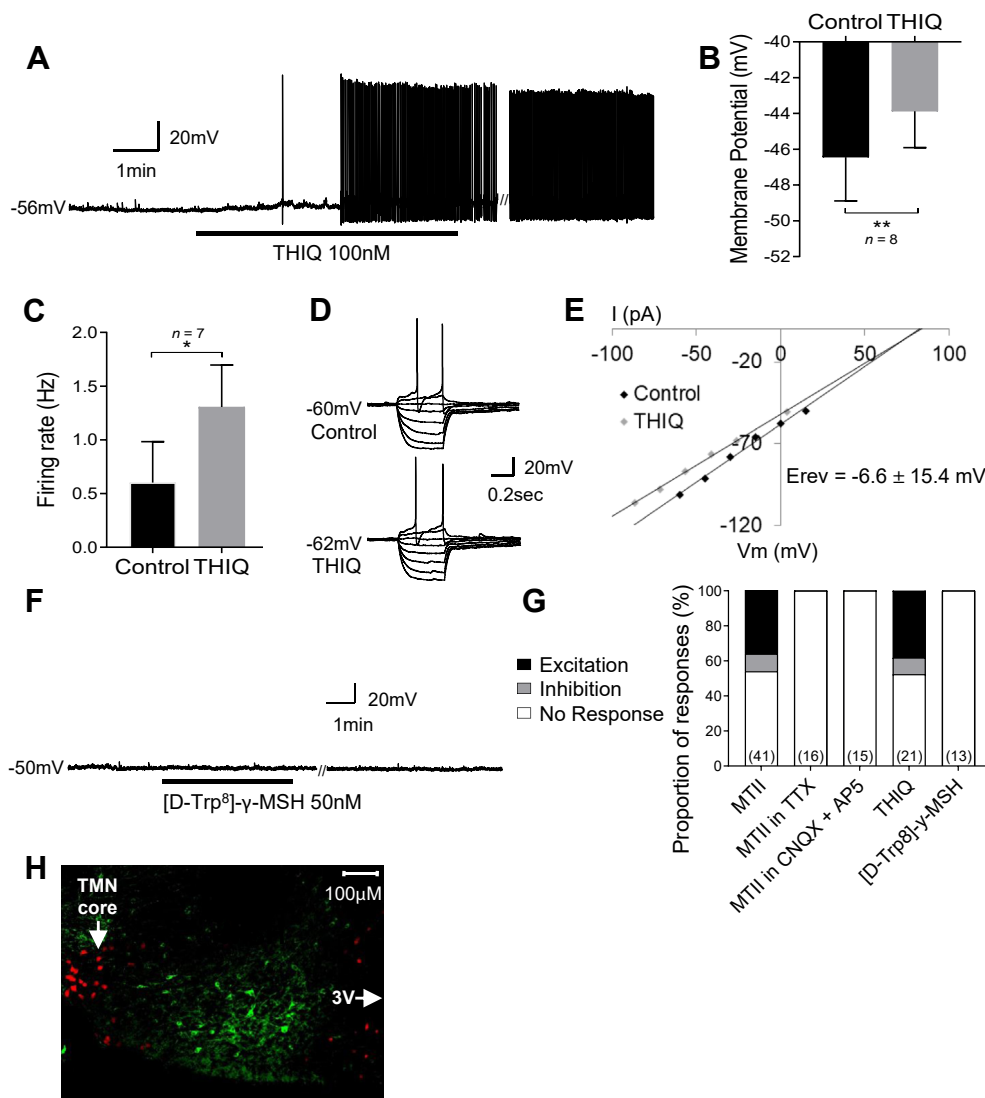 A
20mV
1min
-56mV
//
THIQ 100nM
B
Control THIQ
Membrane Potential (mV)
-40
-42
-44
-46
-48
-50
-52
**
n = 8
C
Firing rate (Hz)
2.0
1.5
1.0
0.5
0.0
n = 7
*
Control THIQ
D
-60mV
Control
20mV
0.2sec
-62mV
THIQ
E
I (pA)
-100
-50
0
50
100
-20
-70
-120
Control
THIQ
Erev = -6.6 ± 15.4 mV
Vm (mV)
F
20mV
1min
-50mV
//
[D-Trp⁸]-γ-MSH 50nM
G
Excitation
Inhibition
No Response
Proportion of responses (%)
100
80
60
40
20
0
(41)
(16)
(15)
(21)
(13)
MTII
MTII in TTX
MTII in CNQX + AP5
THIQ
[D-Trp8]-γ-MSH
H
TMN
core
100μM
3V